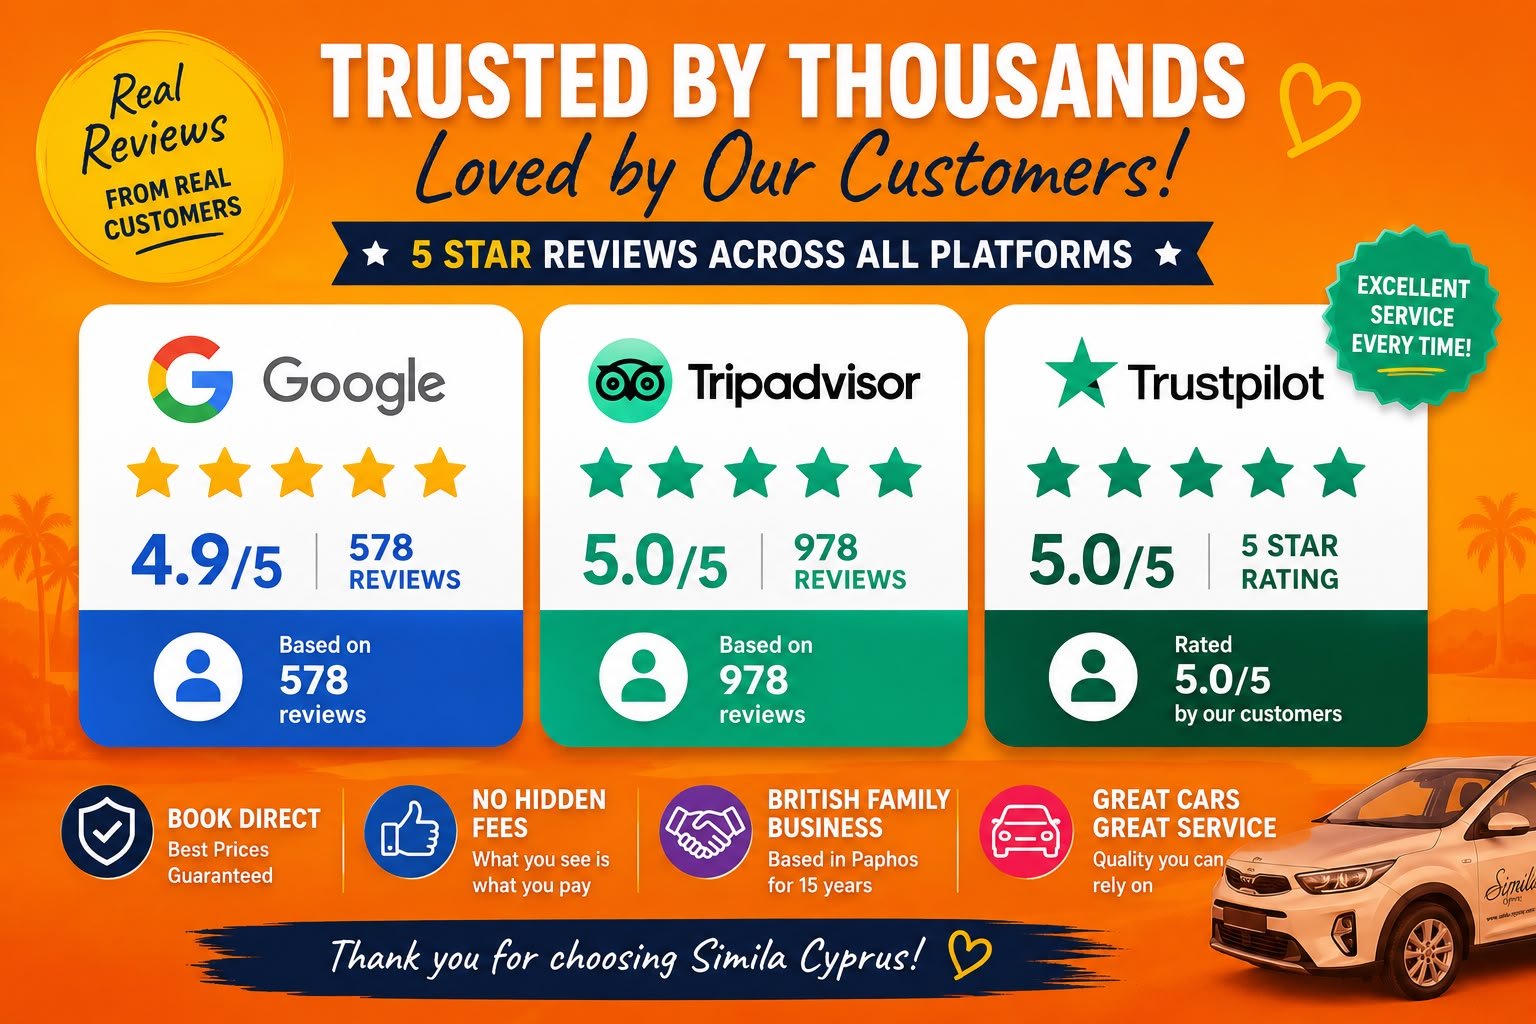 Real
Reviews
FROM REAL
CUSTOMERS
TRUSTED BY THOUSANDS
Loved by Our Customers!
5 STAR REVIEWS ACROSS ALL PLATFORMS
EXCELLENT
SERVICE
EVERY TIME!
Google
4.9/5
578
REVIEWS
Based on
578
reviews
Tripadvisor
5.0/5
978
REVIEWS
Based on
978
reviews
Trustpilot
5.0/5
5 STAR
RATING
Rated
5.0/5
by our customers
BOOK DIRECT
Best Prices
Guaranteed
NO HIDDEN
FEES
What you see is
what you pay
BRITISH FAMILY
BUSINESS
Based in Paphos
for 15 years
GREAT CARS
GREAT SERVICE
Quality you can
rely on
Simila
Thank you for choosing Simila Cyprus!